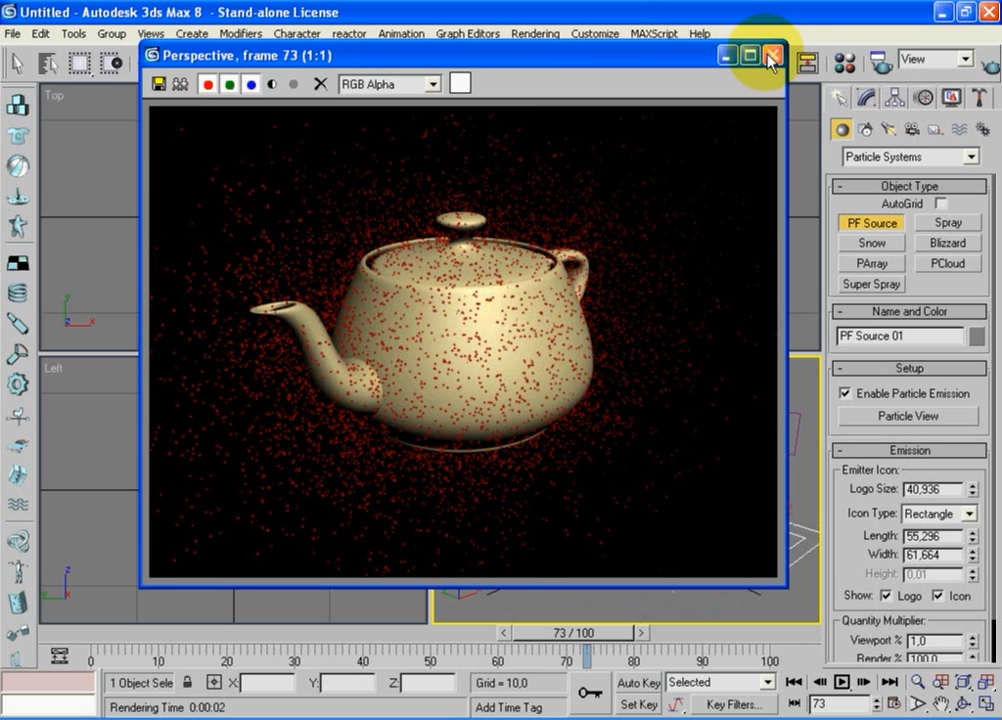 Untitled - Autodesk 3ds Max 8 - Stand-alone License
File Edit Tools Group Views Create Modifiers Character reactor Animation Graph Editors Rendering Customize MAXScript Help
Perspective, frame 73 (1:1)
View
RGB Alpha
Top
Left
Particle Systems
Object Type
AutoGrid
PF Source Spray
Snow Blizzard
PArray PCloud
Super Spray
Name and Color
PF Source 01
Setup
Enable Particle Emission
Particle View
Emission
Emitter Icon:
Logo Size: 40,936
Icon Type: Rectangle
Length: 55,296
Width: 61,664
Height: 0,01
Show: Logo Icon
Quantity Multiplier:
Viewport % 1,0
Render % 100,0
< 73 / 100 >
0 10 20 30 40 50 60 70 80 90 100
1 Object Sele X: Y: Z: Grid = 10,0 Auto Key Selected
Rendering Time 0:00:02 Add Time Tag Set Key Key Filters... 73